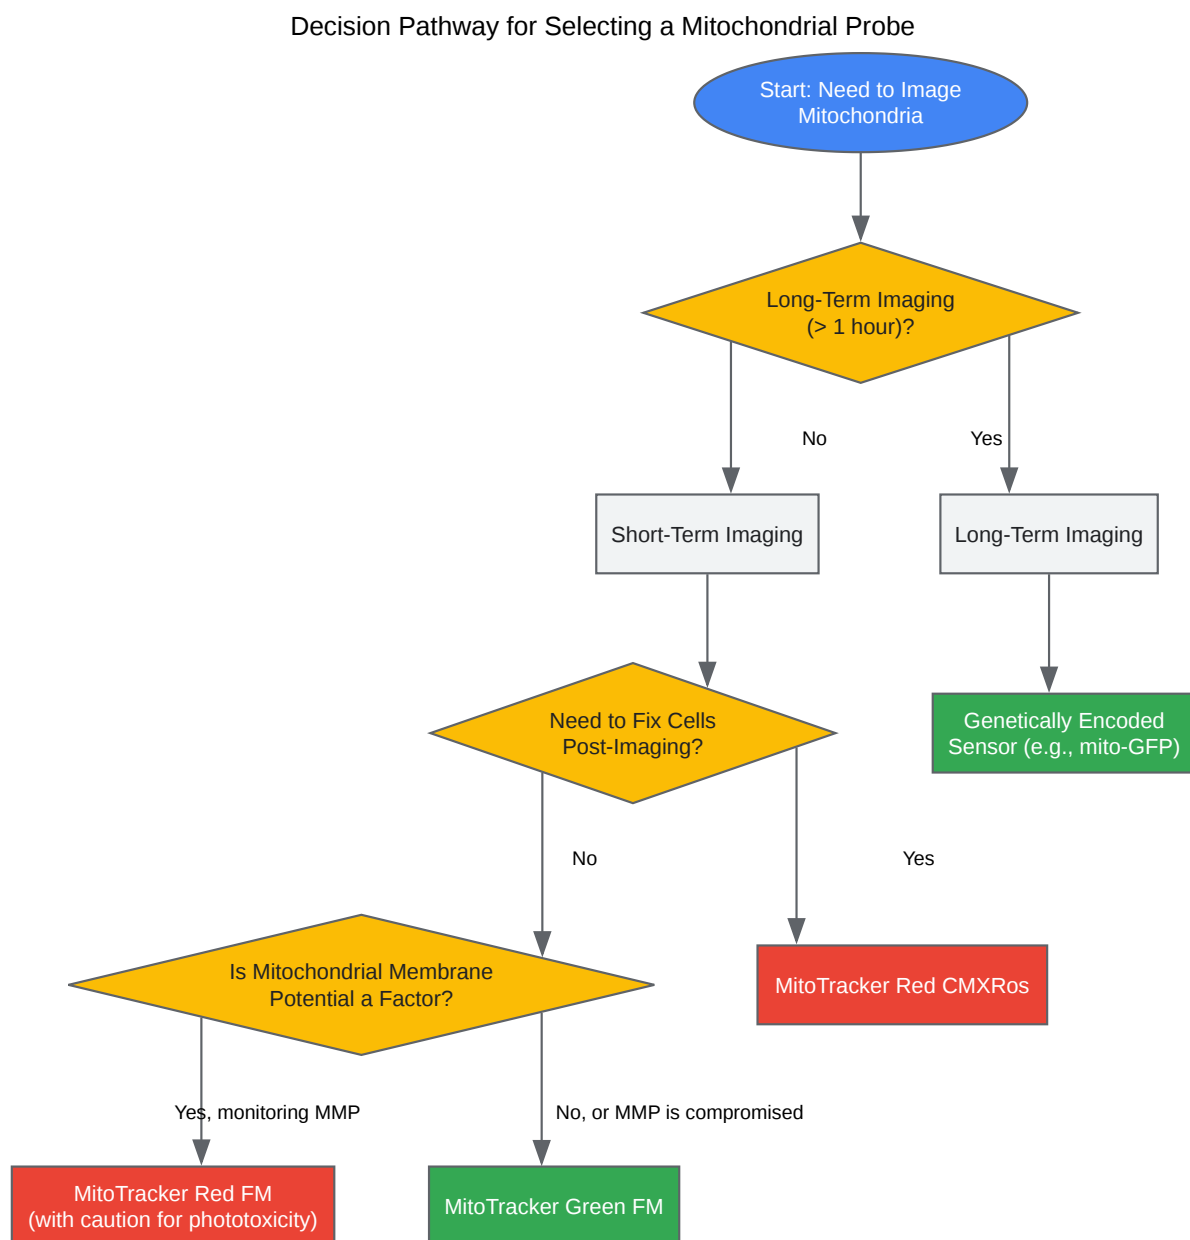 Decision Pathway for Selecting a Mitochondrial Probe
Start: Need to Image
Mitochondria
Long-Term Imaging
(> 1 hour)?
No
Yes
Short-Term Imaging
Long-Term Imaging
Need to Fix Cells
Post-Imaging?
Genetically Encoded
Sensor (e.g., mito-GFP)
No
Yes
Is Mitochondrial Membrane
Potential a Factor?
MitoTracker Red CMXRos
Yes, monitoring MMP
No, or MMP is compromised
MitoTracker Red FM
(with caution for phototoxicity)
MitoTracker Green FM